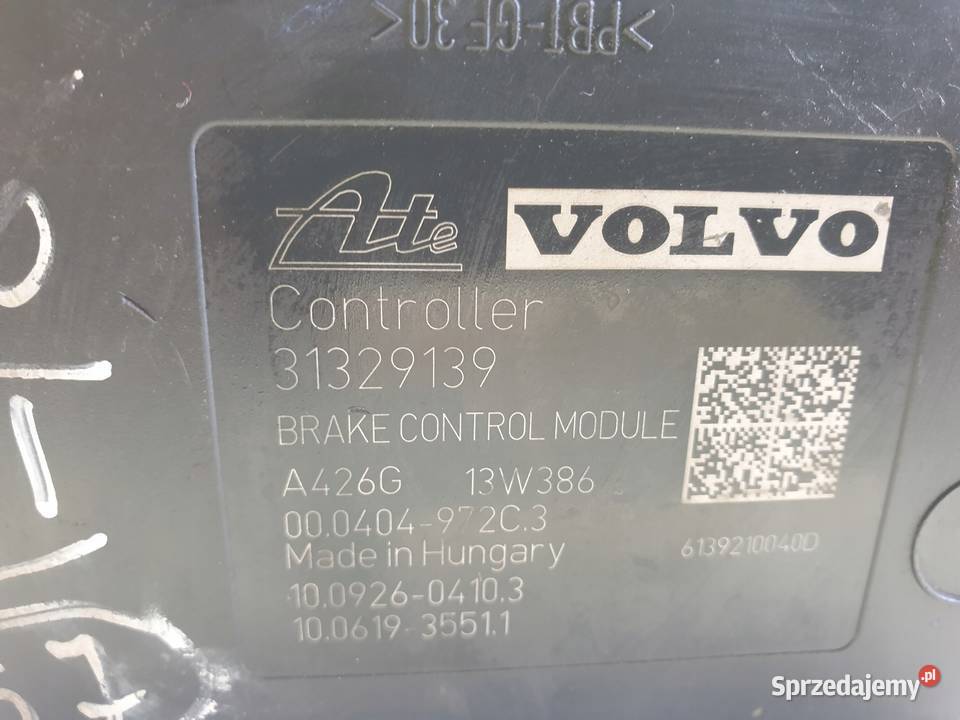 >PBT-GF30<
Ate VOLVO
Controller
31329139
BRAKE CONTROL MODULE
A426G 13W386
00.0404-972C.3
Made in Hungary
6139210040D
10.0926-0410.3
10.0619-3551.1
Sprzedajemy.pl